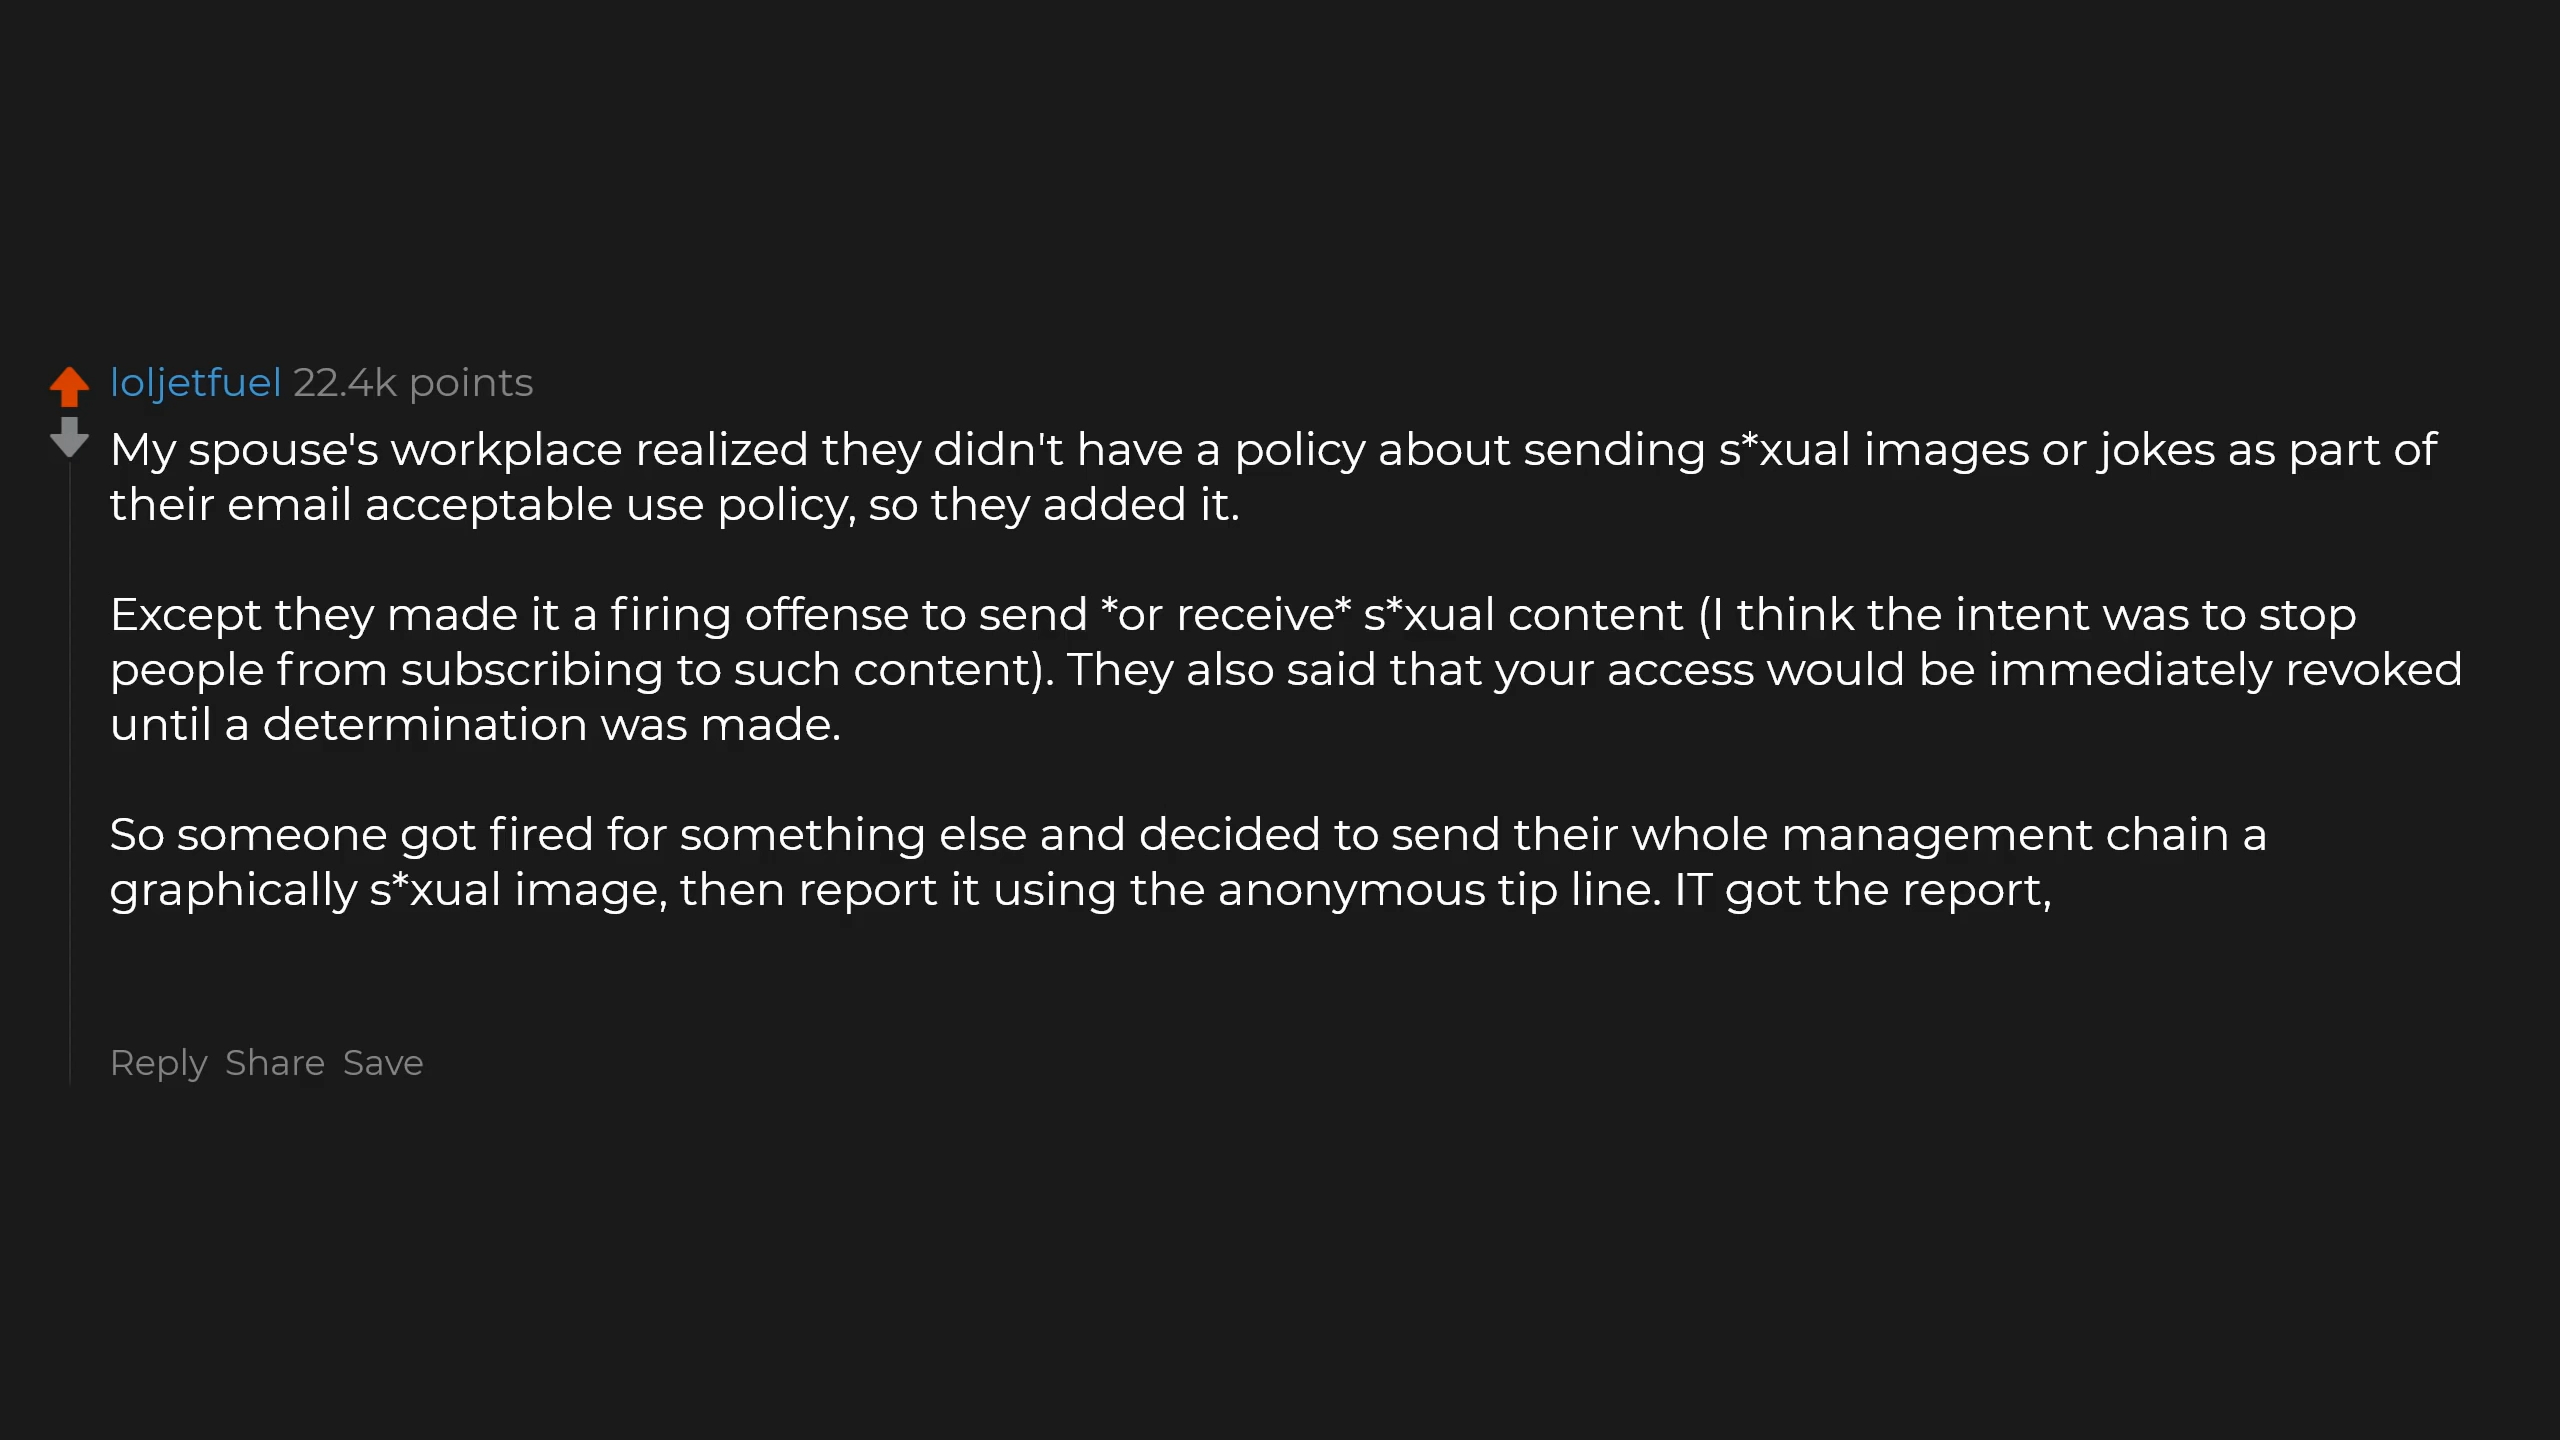 loljetfuel 22.4k points
My spouse's workplace realized they didn't have a policy about sending s*xual images or jokes as part of
their email acceptable use policy, so they added it.
Except they made it a firing offense to send *or receive* s*xual content (I think the intent was to stop
people from subscribing to such content). They also said that your access would be immediately revoked
until a determination was made.
So someone got fired for something else and decided to send their whole management chain a
graphically s*xual image, then report it using the anonymous tip line. IT got the report,
Reply Share Save